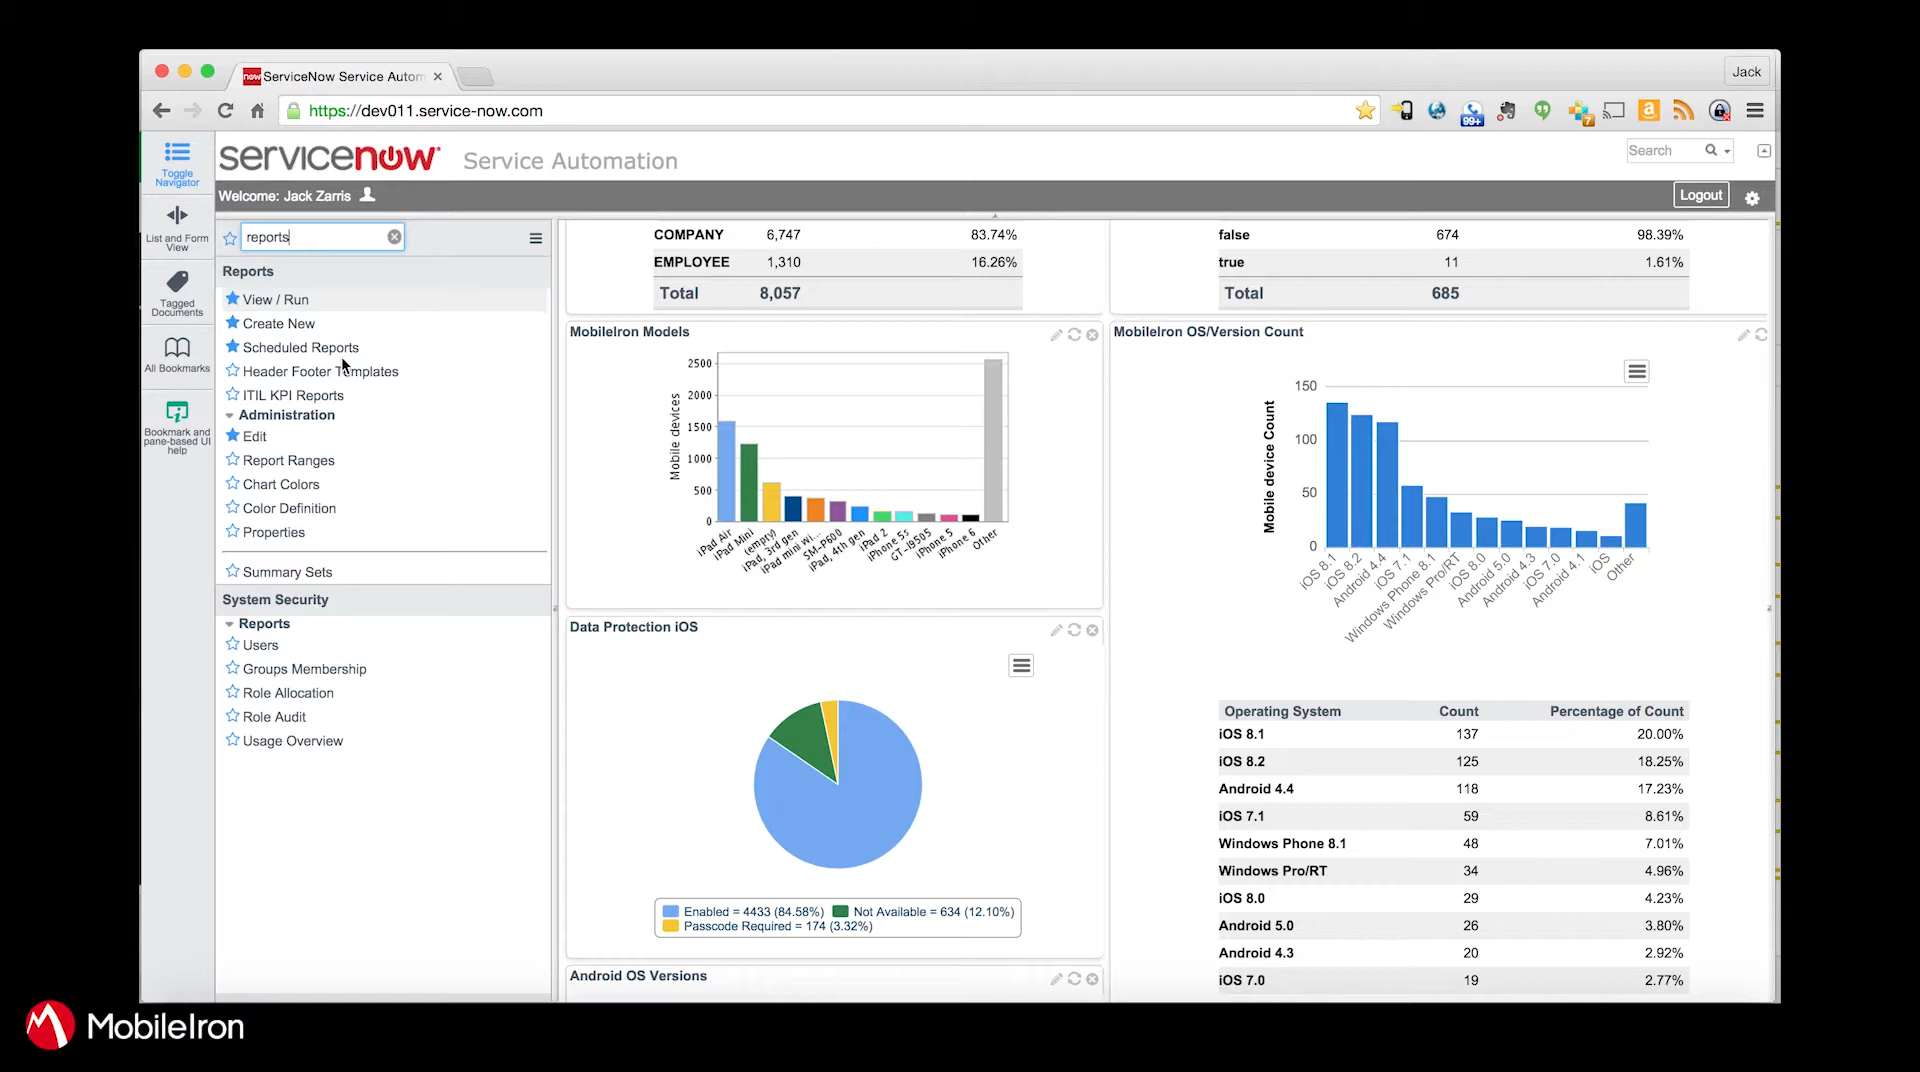 now ServiceNow Service Autom
Jack
https://dev011.service-now.com
99+
7
servicenow Service Automation
Search
Welcome: Jack Zarris
Logout
Toggle
Navigator
List and Form
View
Tagged
Documents
All Bookmarks
Bookmark and
pane-based UI
help
reports
Reports
View / Run
Create New
Scheduled Reports
Header Footer Templates
ITIL KPI Reports
Administration
Edit
Report Ranges
Chart Colors
Color Definition
Properties
Summary Sets
System Security
Reports
Users
Groups Membership
Role Allocation
Role Audit
Usage Overview
COMPANY 6,747 83.74%
EMPLOYEE 1,310 16.26%
Total 8,057
false 674 98.39%
true 11 1.61%
Total 685
MobileIron Models
Mobile devices
2500
2000
1500
1000
500
0
iPad Air
iPad Mini
(empty)
iPad, 3rd gen
iPad mini wi...
SM-P600
iPad, 4th gen
iPad 2
iPhone 5s
GT-I9505
iPhone 5
iPhone 6
Other
MobileIron OS/Version Count
Mobile device Count
150
100
50
0
iOS 8.1
iOS 8.2
Android 4.4
iOS 7.1
Windows Phone 8.1
Windows Pro/RT
iOS 8.0
Android 5.0
Android 4.3
iOS 7.0
Android 4.1
iOS
Other
Data Protection iOS
Enabled = 4433 (84.58%) Not Available = 634 (12.10%)
Passcode Required = 174 (3.32%)
Android OS Versions
Operating System Count Percentage of Count
iOS 8.1 137 20.00%
iOS 8.2 125 18.25%
Android 4.4 118 17.23%
iOS 7.1 59 8.61%
Windows Phone 8.1 48 7.01%
Windows Pro/RT 34 4.96%
iOS 8.0 29 4.23%
Android 5.0 26 3.80%
Android 4.3 20 2.92%
iOS 7.0 19 2.77%
MobileIron